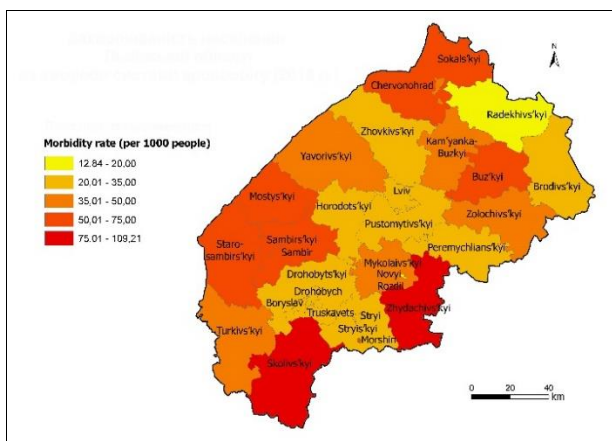 Morbidity rate (per 1000 people)
12.84 - 20,00
20.01 - 35,00
35,01 - 50,00
50,01 - 75,00
75.01 - 109,21
N
Sokals'kyi
Chervonohrad
Radekhivs'kyi
Zhovkivs'kyi
Kam'yanka-
Buzkyi
Yavorivs'kyi
Buz'kyi
Brodivs'kyi
Lviv
Mostys'kyi
Horodots'kyi
Zolochivs'kyi
Pustomytivs'kyi
Staro-
sambirs'kyi
Sambirs'kyi
Sambir
Peremychlians'kyi
Drohobyts'kyi
Mykolaivs'kyi
Novyi
Rozdil
Drohobych
Boryslav
Truskavets
Zhydachivs'kyi
Stryi
Turkivs'kyi
Stryis'kyi
Morshin
Skolivs'kyi
0 20 40
km